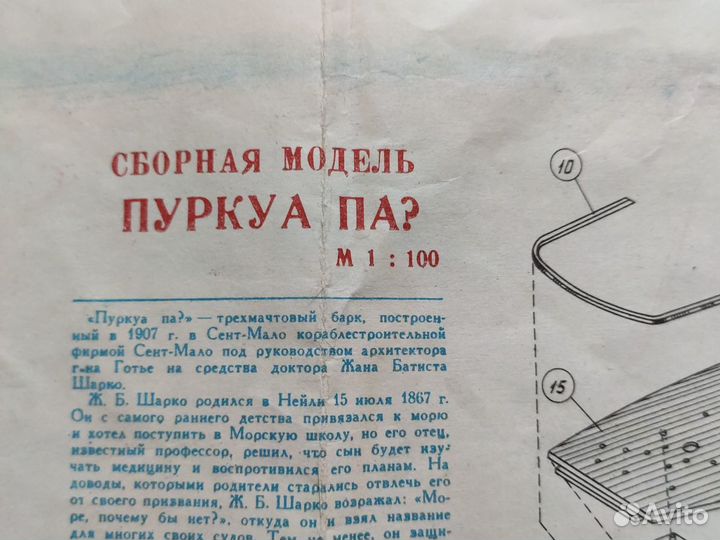 СБОРНАЯ МОДЕЛЬ
ПУРКУА ПА?
М 1 : 100
«Пуркуа па?» — трехмачтовый барк, построен-
ный в 1907 г. в Сент-Мало кораблестроительной
фирмой Сент-Мало под руководством архитектора
г-на Готье на средства доктора Жана Батиста
Шарко.
Ж. Б. Шарко родился в Нейли 15 июля 1867 г.
Он с самого раннего детства привязался к морю
и хотел поступить в Морскую школу, но его отец,
известный профессор, решил, что сын будет изу-
чать медицину и воспротивился его планам. На
доводы, которыми родители старались отвлечь его
от своего призвания, Ж. Б. Шарко возражал: «Мо-
ре, почему бы нет?», откуда он и взял название
для многих своих судов. Тем не менее, он защи-
10
15
Avito